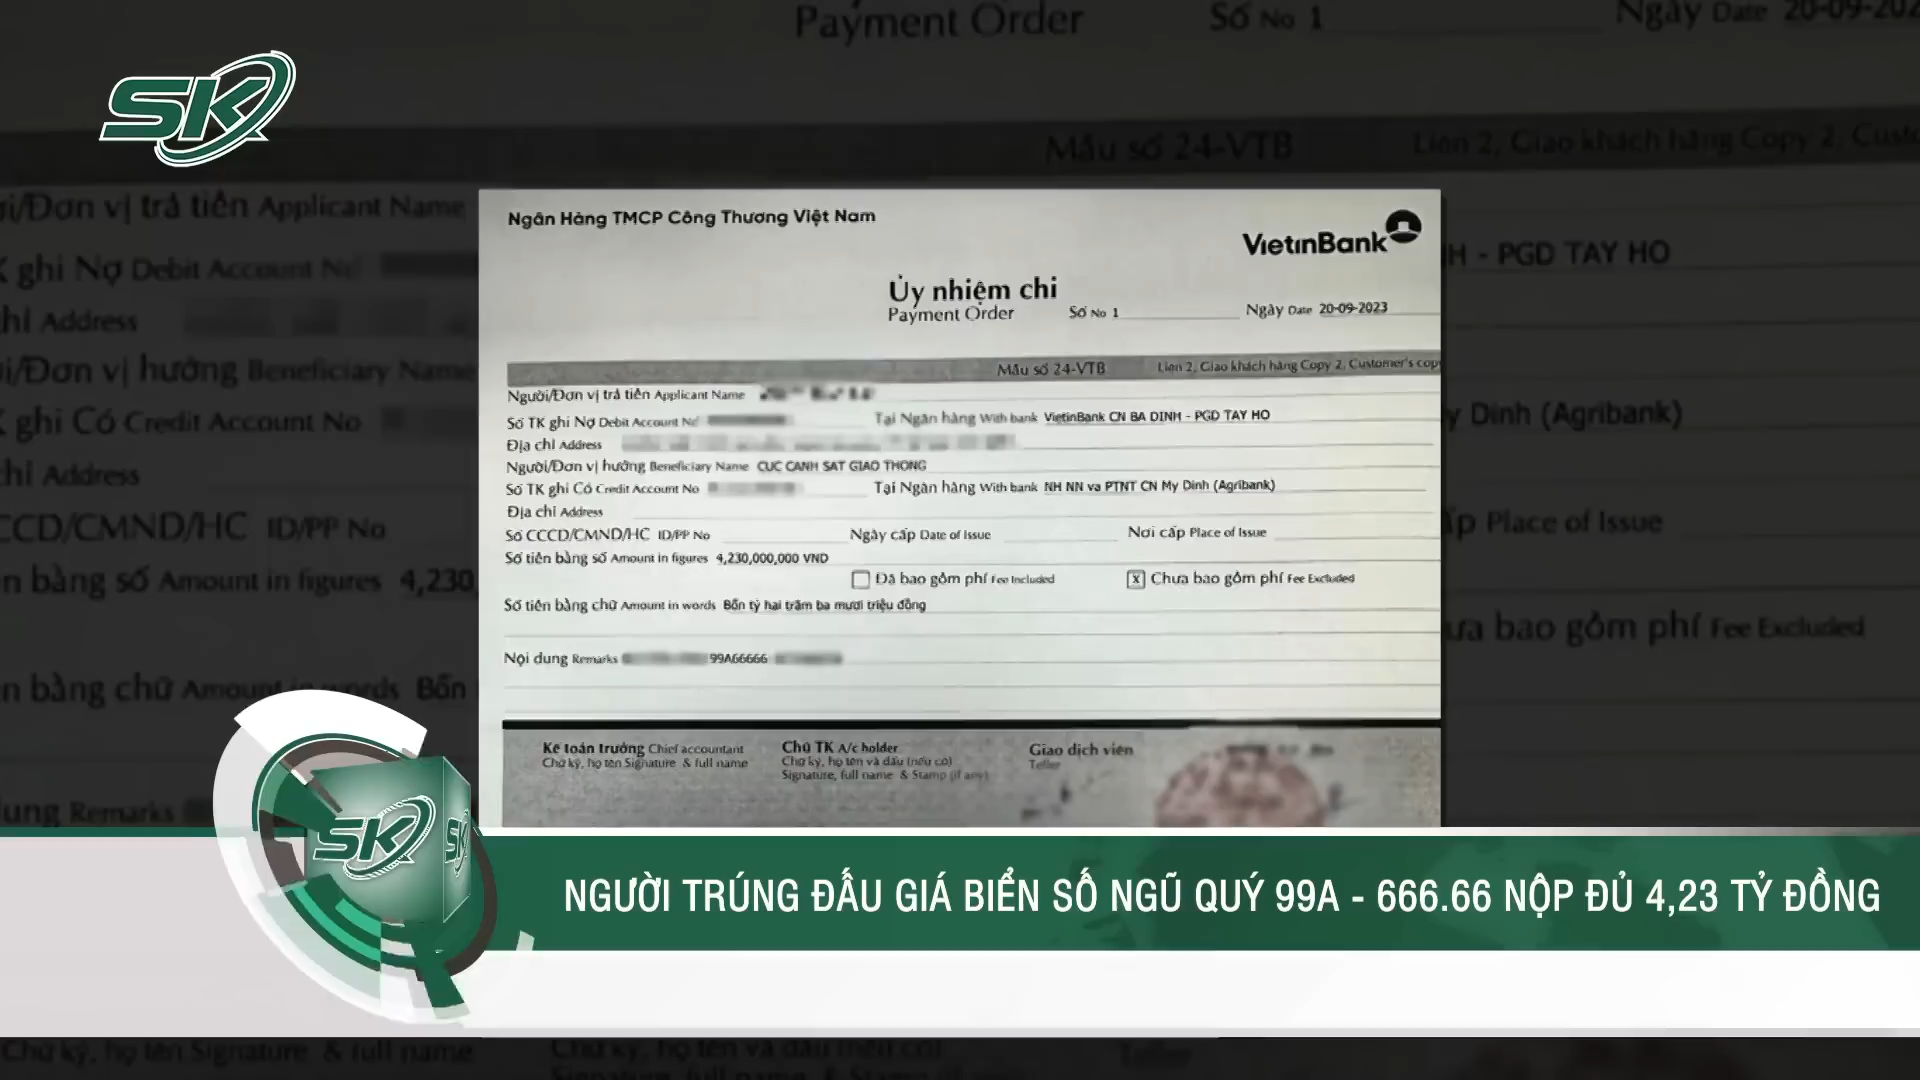 Payment Order Số No 1 Ngày Date 20-09-202
SK
Mẫu số 24-VTB Liên 2, Giao khách hàng Copy 2, Custo
i/Đơn vị trả tiền Applicant Name
K ghi Nợ Debit Account No
hỉ Address
i/Đơn vị hưởng Beneficiary Name
K ghi Có Credit Account No
hỉ Address
CCCD/CMND/HC ID/PP No
n bằng số Amount in figures 4,230
n bằng chữ Amount in words Bốn
dung Remarks
H - PGD TAY HO
y Dinh (Agribank)
ấp Place of Issue
ưa bao gồm phí Fee Excluded
Ngân Hàng TMCP Công Thương Việt Nam
VietinBank
Ủy nhiệm chi
Payment Order Số No 1 Ngày Date 20-09-2023
Mẫu số 24-VTB Liên 2, Giao khách hàng Copy 2, Customer's copy
Người/Đơn vị trả tiền Applicant Name
Số TK ghi Nợ Debit Account No Tại Ngân hàng With bank VietinBank CN BA DINH - PGD TAY HO
Địa chỉ Address
Người/Đơn vị hưởng Beneficiary Name CUC CANH SAT GIAO THONG
Số TK ghi Có Credit Account No Tại Ngân hàng With bank NH NN va PTNT CN My Dinh (Agribank)
Địa chỉ Address
Số CCCD/CMND/HC ID/PP No Ngày cấp Date of Issue Nơi cấp Place of Issue
Số tiền bằng số Amount in figures 4,230,000,000 VND
Đã bao gồm phí Fee Included x Chưa bao gồm phí Fee Excluded
Số tiền bằng chữ Amount in words Bốn tỷ hai trăm ba mươi triệu đồng
Nội dung Remarks 99A66666
Kế toán trưởng Chief accountant Chủ TK A/c holder Giao dịch viên
Chữ ký, họ tên Signature & full name Chữ ký, họ tên và dấu (nếu có) Teller
Signature, full name & Stamp (if any)
SK SK
NGƯỜI TRÚNG ĐẤU GIÁ BIỂN SỐ NGŨ QUÝ 99A - 666.66 NỘP ĐỦ 4,23 TỶ ĐỒNG
Chữ ký, họ tên Signature & full name Chữ ký, họ tên và dấu (nếu có) Teller
Signature, full name & Stamp (if any)